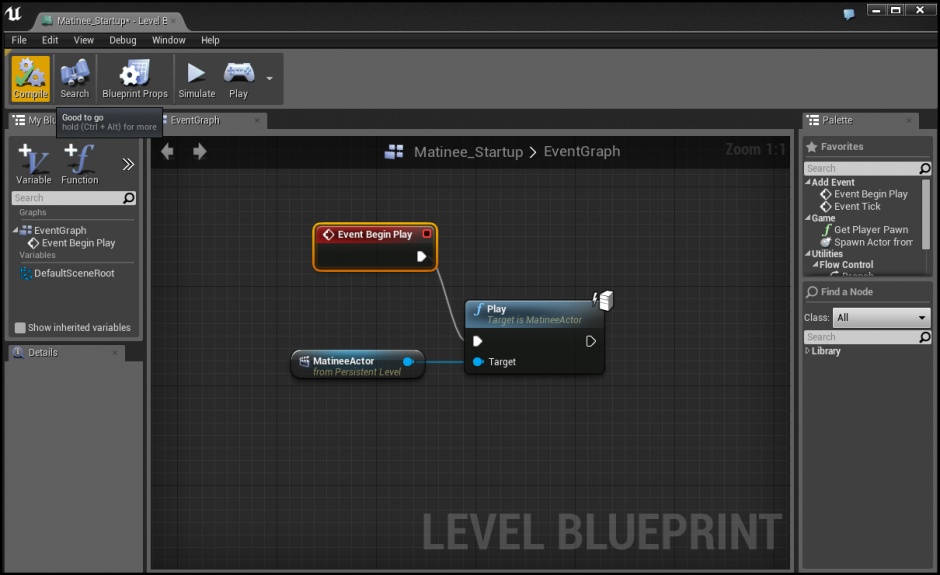 Matinee_Startup* - Level B
File Edit View Debug Window Help
Compile Search Blueprint Props Simulate Play
Good to go
hold (Ctrl + Alt) for more
My Blu
EventGraph
Palette
Variable Function
Search
Graphs
EventGraph
Event Begin Play
Variables
DefaultSceneRoot
Show inherited variables
Details
Matinee_Startup > EventGraph
Zoom 1:1
Event Begin Play
Play
Target is MatineeActor
Target
MatineeActor
from Persistent Level
LEVEL BLUEPRINT
Favorites
Search
Add Event
Event Begin Play
Event Tick
Game
Get Player Pawn
Spawn Actor from
Utilities
Flow Control
Find a Node
Class: All
Search
Library